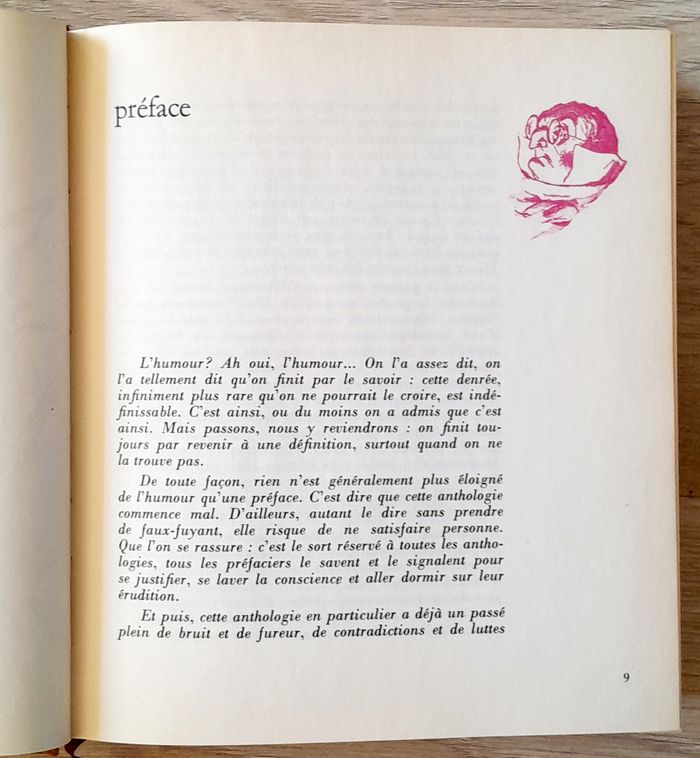 préface
L'humour? Ah oui, l'humour... On l'a assez dit, on
l'a tellement dit qu'on finit par le savoir : cette denrée,
infiniment plus rare qu'on ne pourrait le croire, est indé-
finissable. C'est ainsi, ou du moins on a admis que c'est
ainsi. Mais passons, nous y reviendrons : on finit tou-
jours par revenir à une définition, surtout quand on ne
la trouve pas.
De toute façon, rien n'est généralement plus éloigné
de l'humour qu'une préface. C'est dire que cette anthologie
commence mal. D'ailleurs, autant le dire sans prendre
de faux-fuyant, elle risque de ne satisfaire personne.
Que l'on se rassure : c'est le sort réservé à toutes les antho-
logies, tous les préfaciers le savent et le signalent pour
se justifier, se laver la conscience et aller dormir sur leur
érudition.
Et puis, cette anthologie en particulier a déjà un passé
plein de bruit et de fureur, de contradictions et de luttes
9